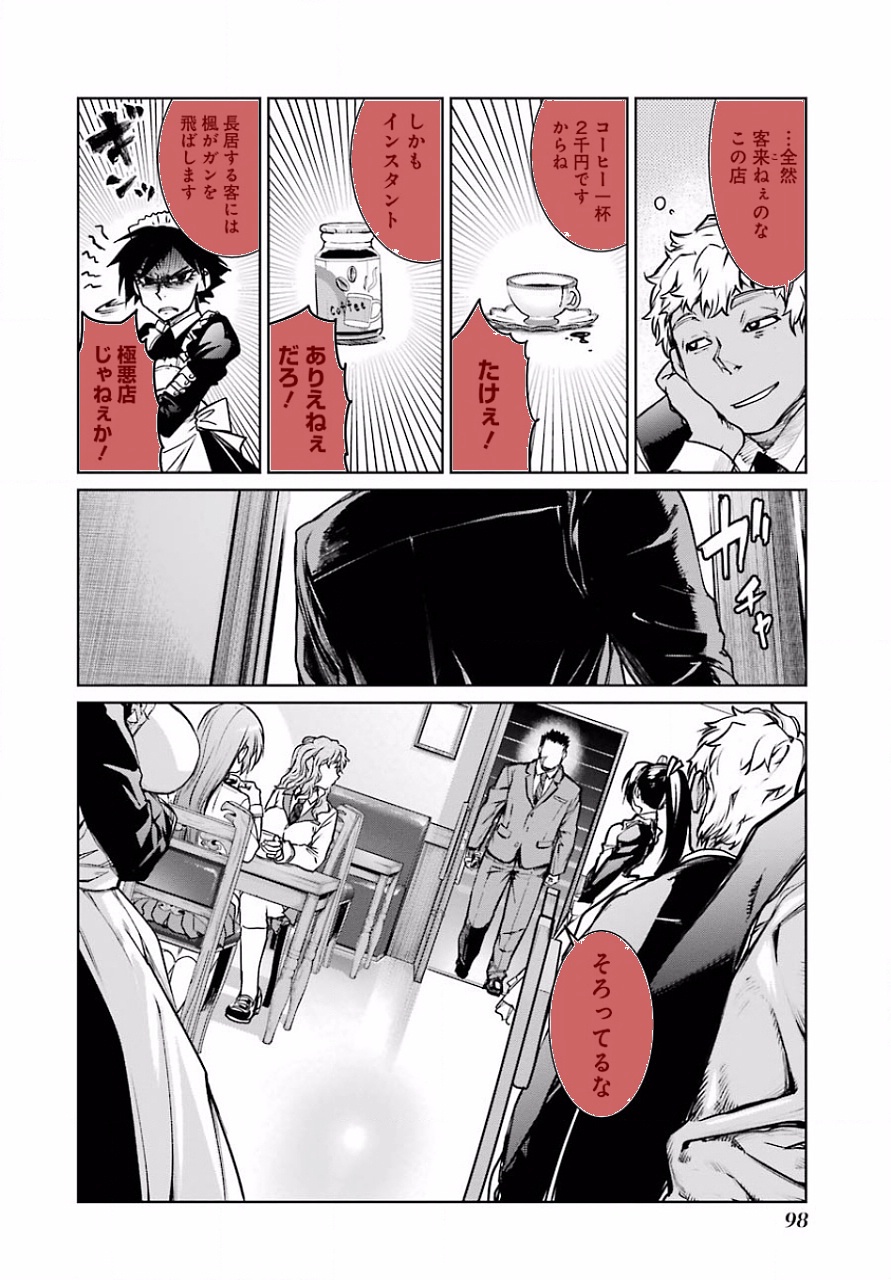 …全然
客来ねぇのな
こ
この店
コーヒー一杯
2千円です
からね
たけぇ!
しかも
インスタント
Coffee
ありえねぇ
だろ!
長居する客には
楓がガンを
飛ばします
ギンッ
極悪店
じゃねぇか!
ガチャ
そろってるな
98